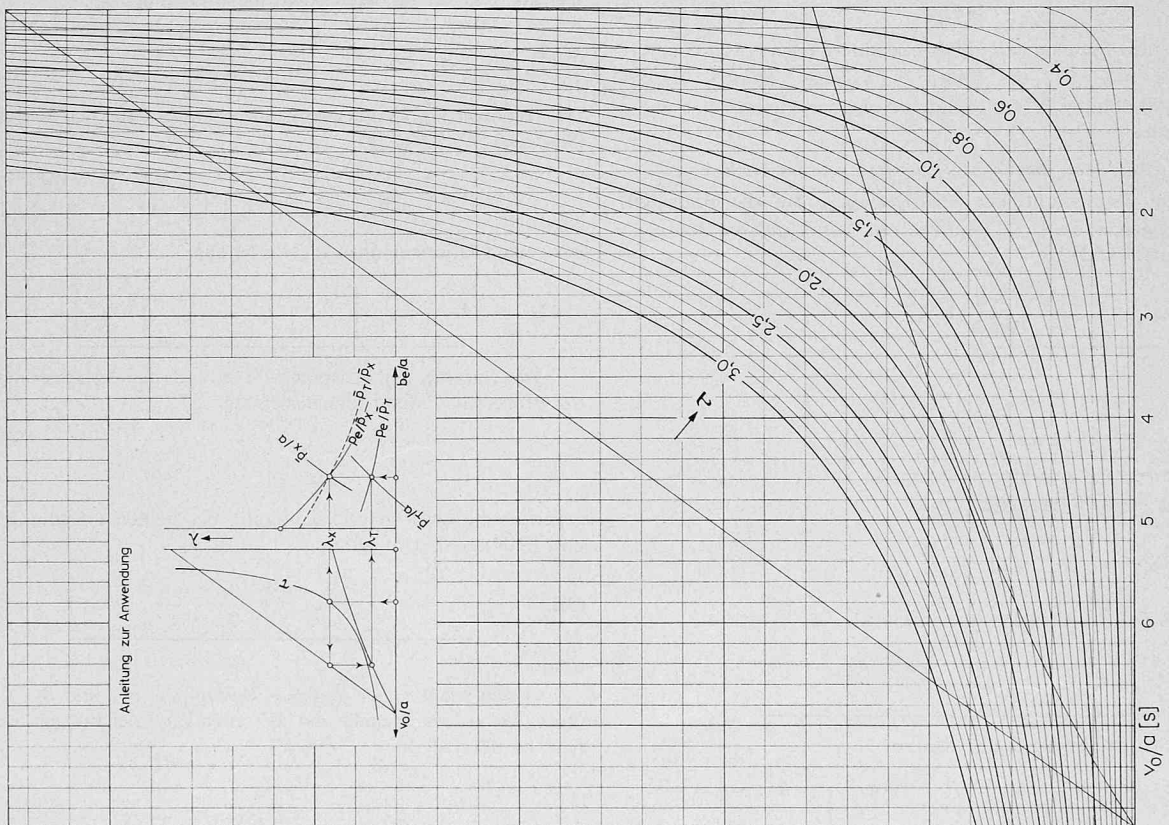 Anleitung zur Anwendung
λ
λx
λT
τ
v₀/a
p̄x/a
pe/p̄x
p̄T/p̄x
pe/p̄T
p̄T/a
be/a
τ
0,4
0,6
0,8
1,0
1,5
2,0
2,5
3,0
1
2
3
4
5
6
v₀/a [s]